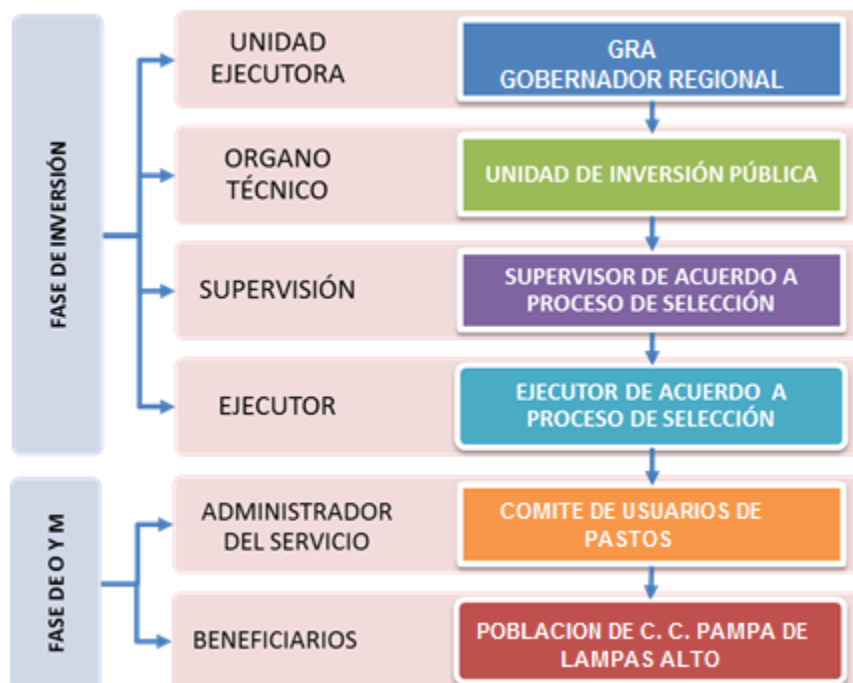 FASE DE INVERSIÓN
UNIDAD
EJECUTORA
GRA
GOBERNADOR REGIONAL
ORGANO
TÉCNICO
UNIDAD DE INVERSIÓN PÚBLICA
SUPERVISIÓN
SUPERVISOR DE ACUERDO A
PROCESO DE SELECCIÓN
EJECUTOR
EJECUTOR DE ACUERDO A
PROCESO DE SELECCIÓN
FASE DE O Y M
ADMINISTRADOR
DEL SERVICIO
COMITE DE USUARIOS DE
PASTOS
BENEFICIARIOS
POBLACION DE C. C. PAMPA DE
LAMPAS ALTO